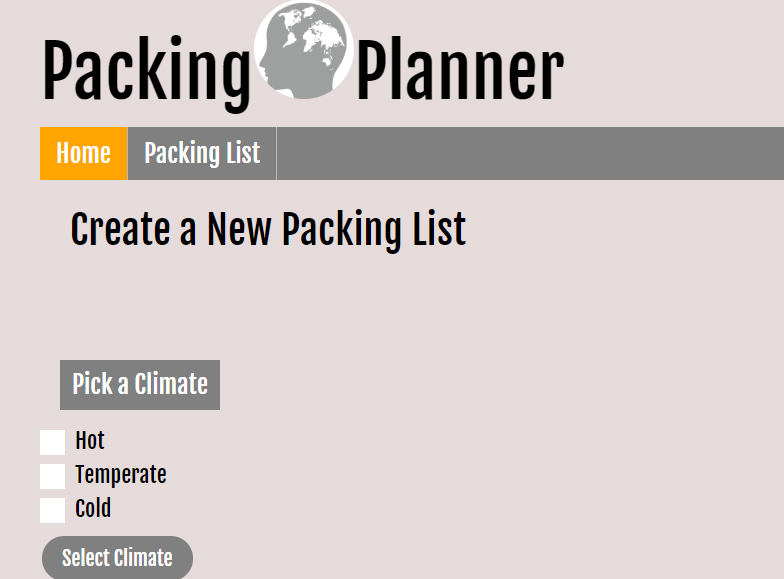 Packing Planner
Home Packing List
Create a New Packing List
Pick a Climate
Hot
Temperate
Cold
Select Climate